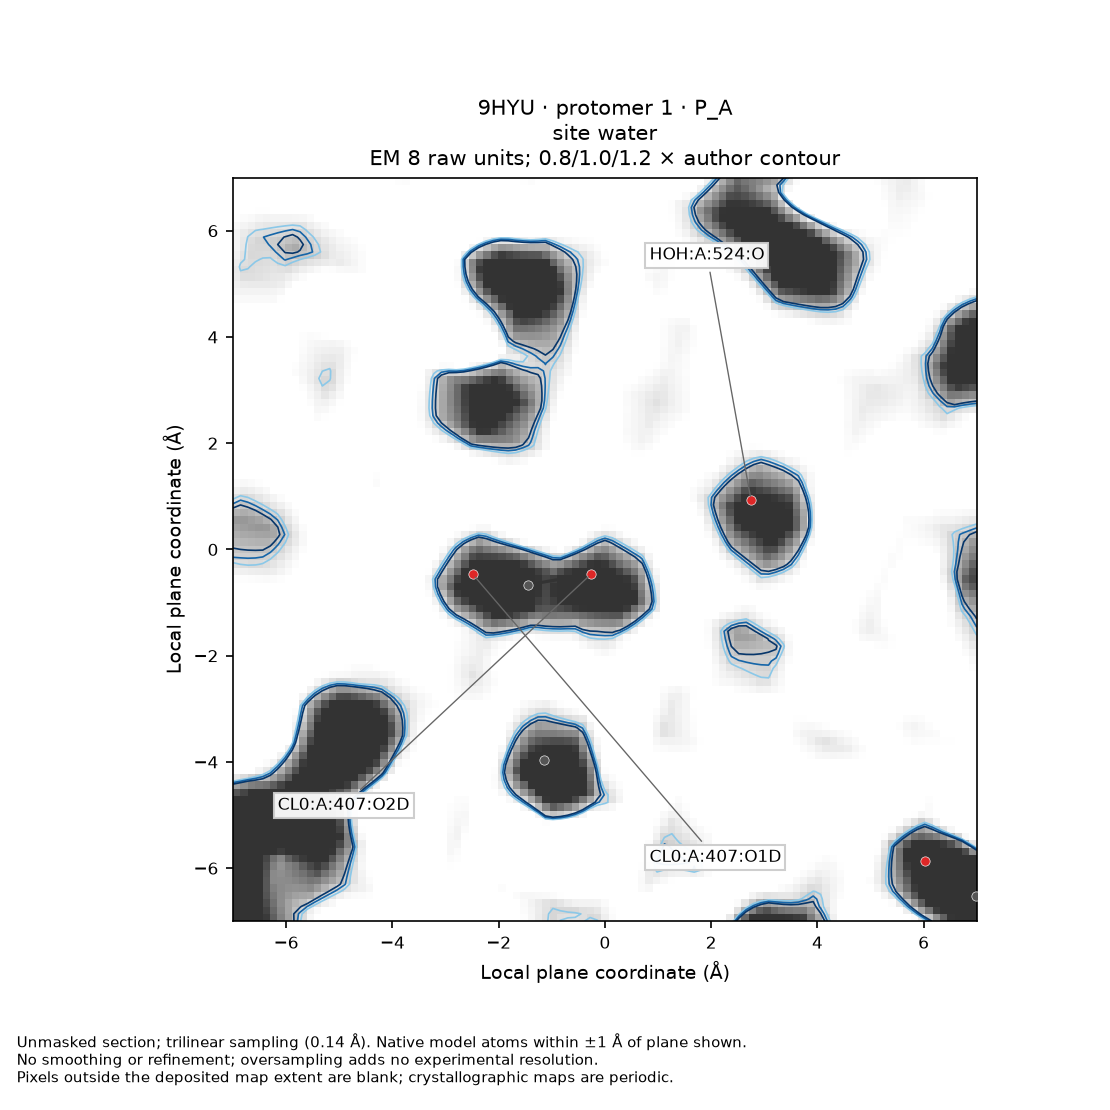 9HYU · protomer 1 · P_A
site water
EM 8 raw units; 0.8/1.0/1.2 × author contour
6
4
2
0
−2
−4
−6
Local plane coordinate (Å)
HOH:A:524:O
CL0:A:407:O2D
CL0:A:407:O1D
−6
−4
−2
0
2
4
6
Local plane coordinate (Å)
Unmasked section; trilinear sampling (0.14 Å). Native model atoms within ±1 Å of plane shown.
No smoothing or refinement; oversampling adds no experimental resolution.
Pixels outside the deposited map extent are blank; crystallographic maps are periodic.